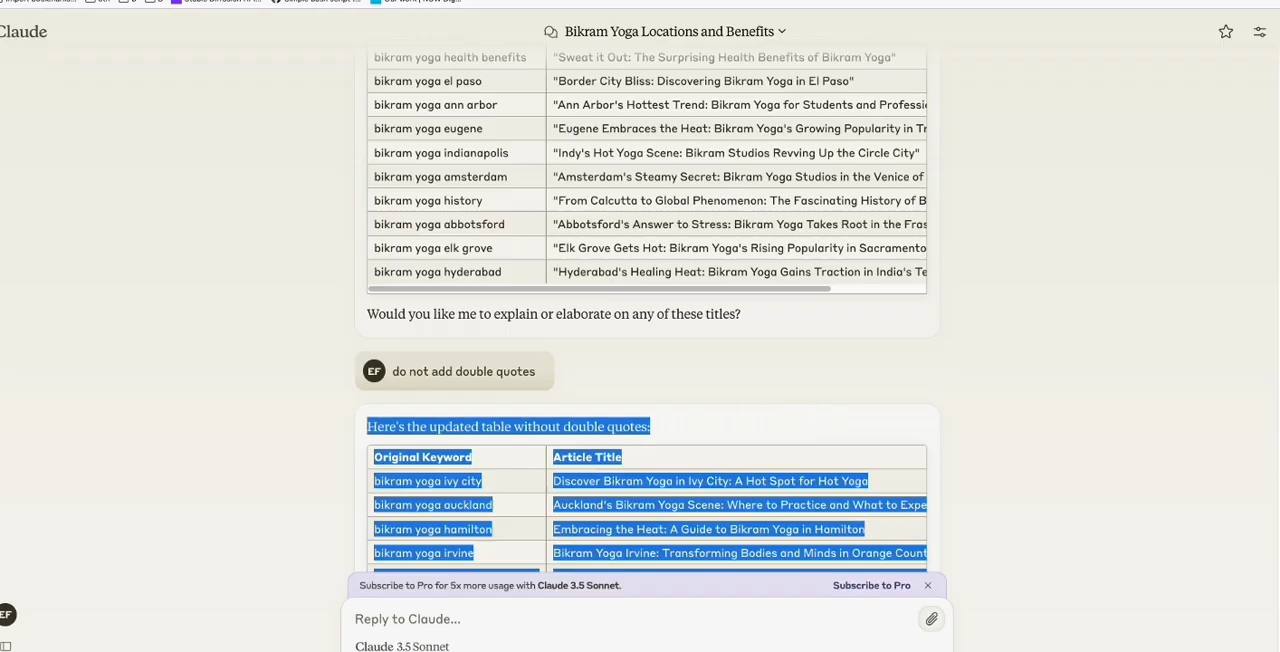 Claude
Bikram Yoga Locations and Benefits
bikram yoga health benefits "Sweat it Out: The Surprising Health Benefits of Bikram Yoga"
bikram yoga el paso "Border City Bliss: Discovering Bikram Yoga in El Paso"
bikram yoga ann arbor "Ann Arbor's Hottest Trend: Bikram Yoga for Students and Professi
bikram yoga eugene "Eugene Embraces the Heat: Bikram Yoga's Growing Popularity in Tr
bikram yoga indianapolis "Indy's Hot Yoga Scene: Bikram Studios Revving Up the Circle City"
bikram yoga amsterdam "Amsterdam's Steamy Secret: Bikram Yoga Studios in the Venice of
bikram yoga history "From Calcutta to Global Phenomenon: The Fascinating History of B
bikram yoga abbotsford "Abbotsford's Answer to Stress: Bikram Yoga Takes Root in the Fras
bikram yoga elk grove "Elk Grove Gets Hot: Bikram Yoga's Rising Popularity in Sacramento
bikram yoga hyderabad "Hyderabad's Healing Heat: Bikram Yoga Gains Traction in India's Te
Would you like me to explain or elaborate on any of these titles?
EF do not add double quotes
Here's the updated table without double quotes:
Original Keyword Article Title
bikram yoga ivy city Discover Bikram Yoga in Ivy City: A Hot Spot for Hot Yoga
bikram yoga auckland Auckland's Bikram Yoga Scene: Where to Practice and What to Expe
bikram yoga hamilton Embracing the Heat: A Guide to Bikram Yoga in Hamilton
bikram yoga irvine Bikram Yoga Irvine: Transforming Bodies and Minds in Orange Count
Subscribe to Pro for 5x more usage with Claude 3.5 Sonnet. Subscribe to Pro
EF
Reply to Claude...
Claude 3.5 Sonnet